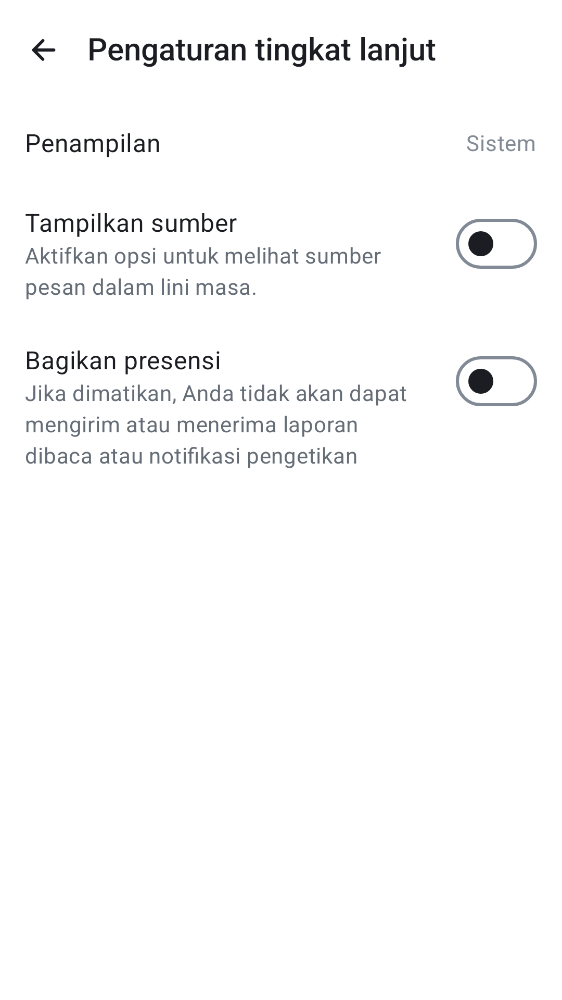 Pengaturan tingkat lanjut
Penampilan
Sistem
Tampilkan sumber
Aktifkan opsi untuk melihat sumber
pesan dalam lini masa.
Bagikan presensi
Jika dimatikan, Anda tidak akan dapat
mengirim atau menerima laporan
dibaca atau notifikasi pengetikan